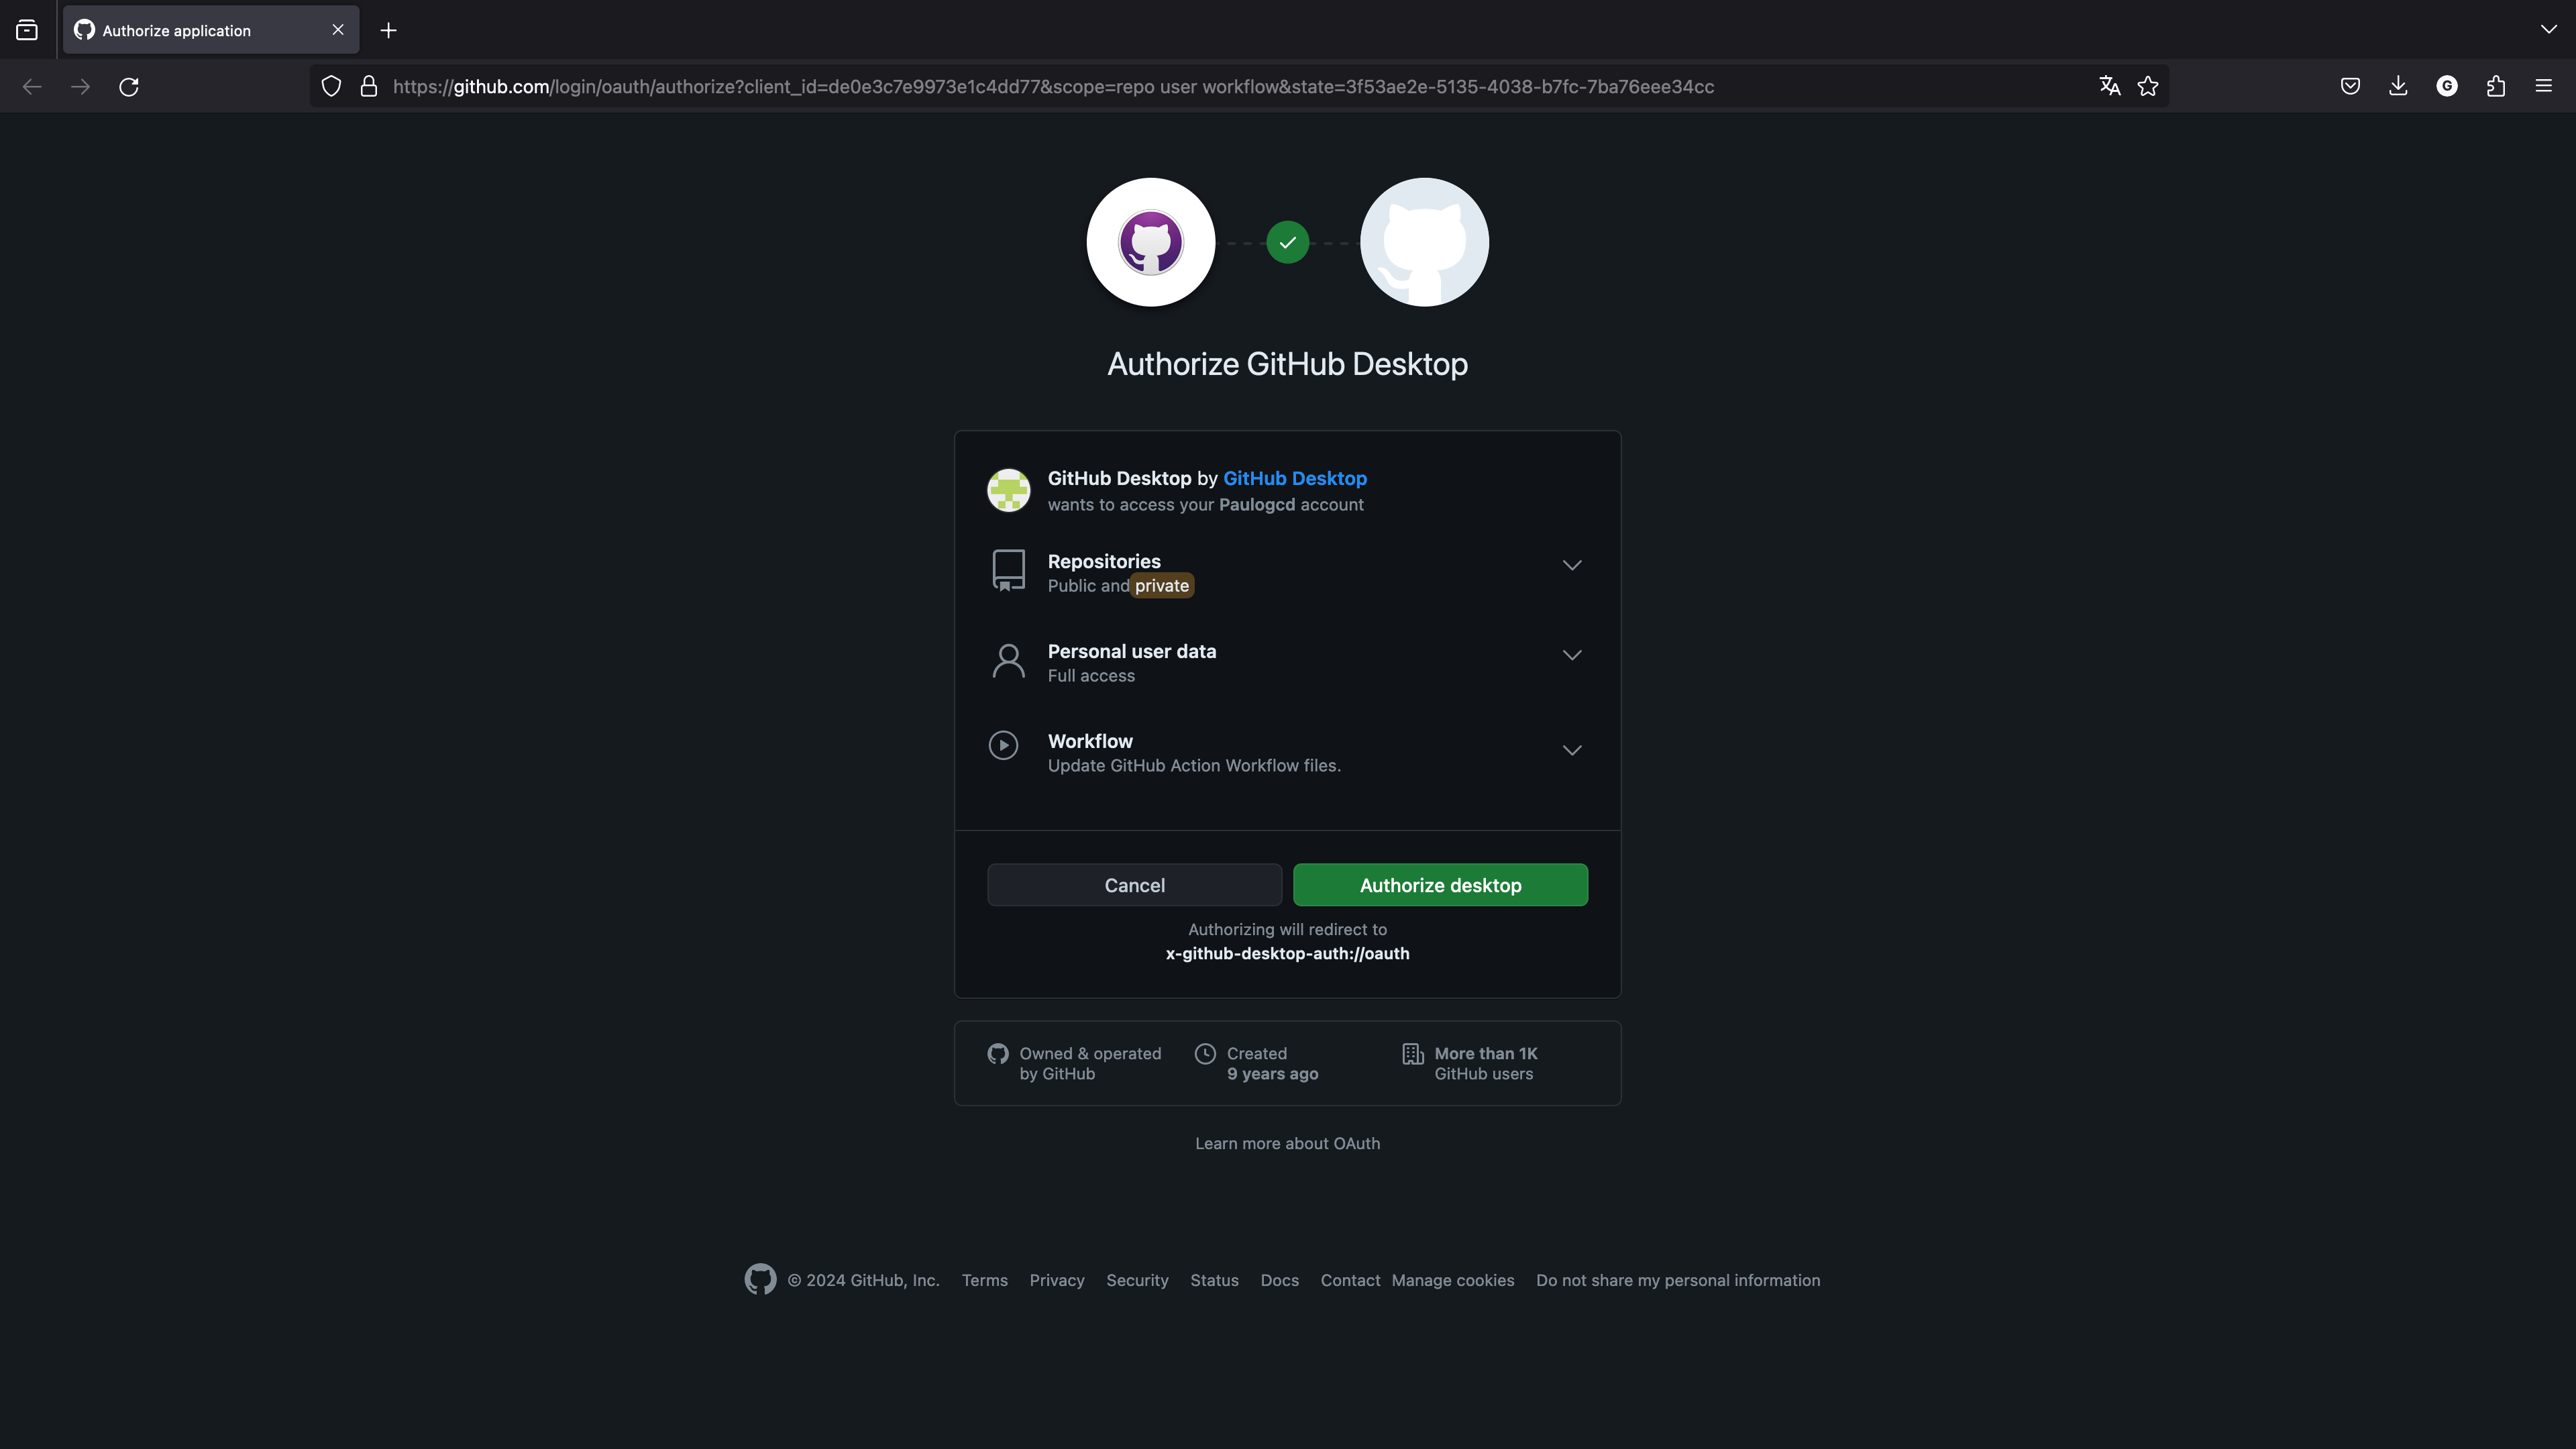 Authorize application
https://github.com/login/oauth/authorize?client_id=de0e3c7e9973e1c4dd77&scope=repo user workflow&state=3f53ae2e-5135-4038-b7fc-7ba76eee34cc
G
Authorize GitHub Desktop
GitHub Desktop by GitHub Desktop
wants to access your Paulogcd account
Repositories
Public and private
Personal user data
Full access
Workflow
Update GitHub Action Workflow files.
Cancel
Authorize desktop
Authorizing will redirect to
x-github-desktop-auth://oauth
Owned & operated
by GitHub
Created
9 years ago
More than 1K
GitHub users
Learn more about OAuth
© 2024 GitHub, Inc. Terms Privacy Security Status Docs Contact Manage cookies Do not share my personal information